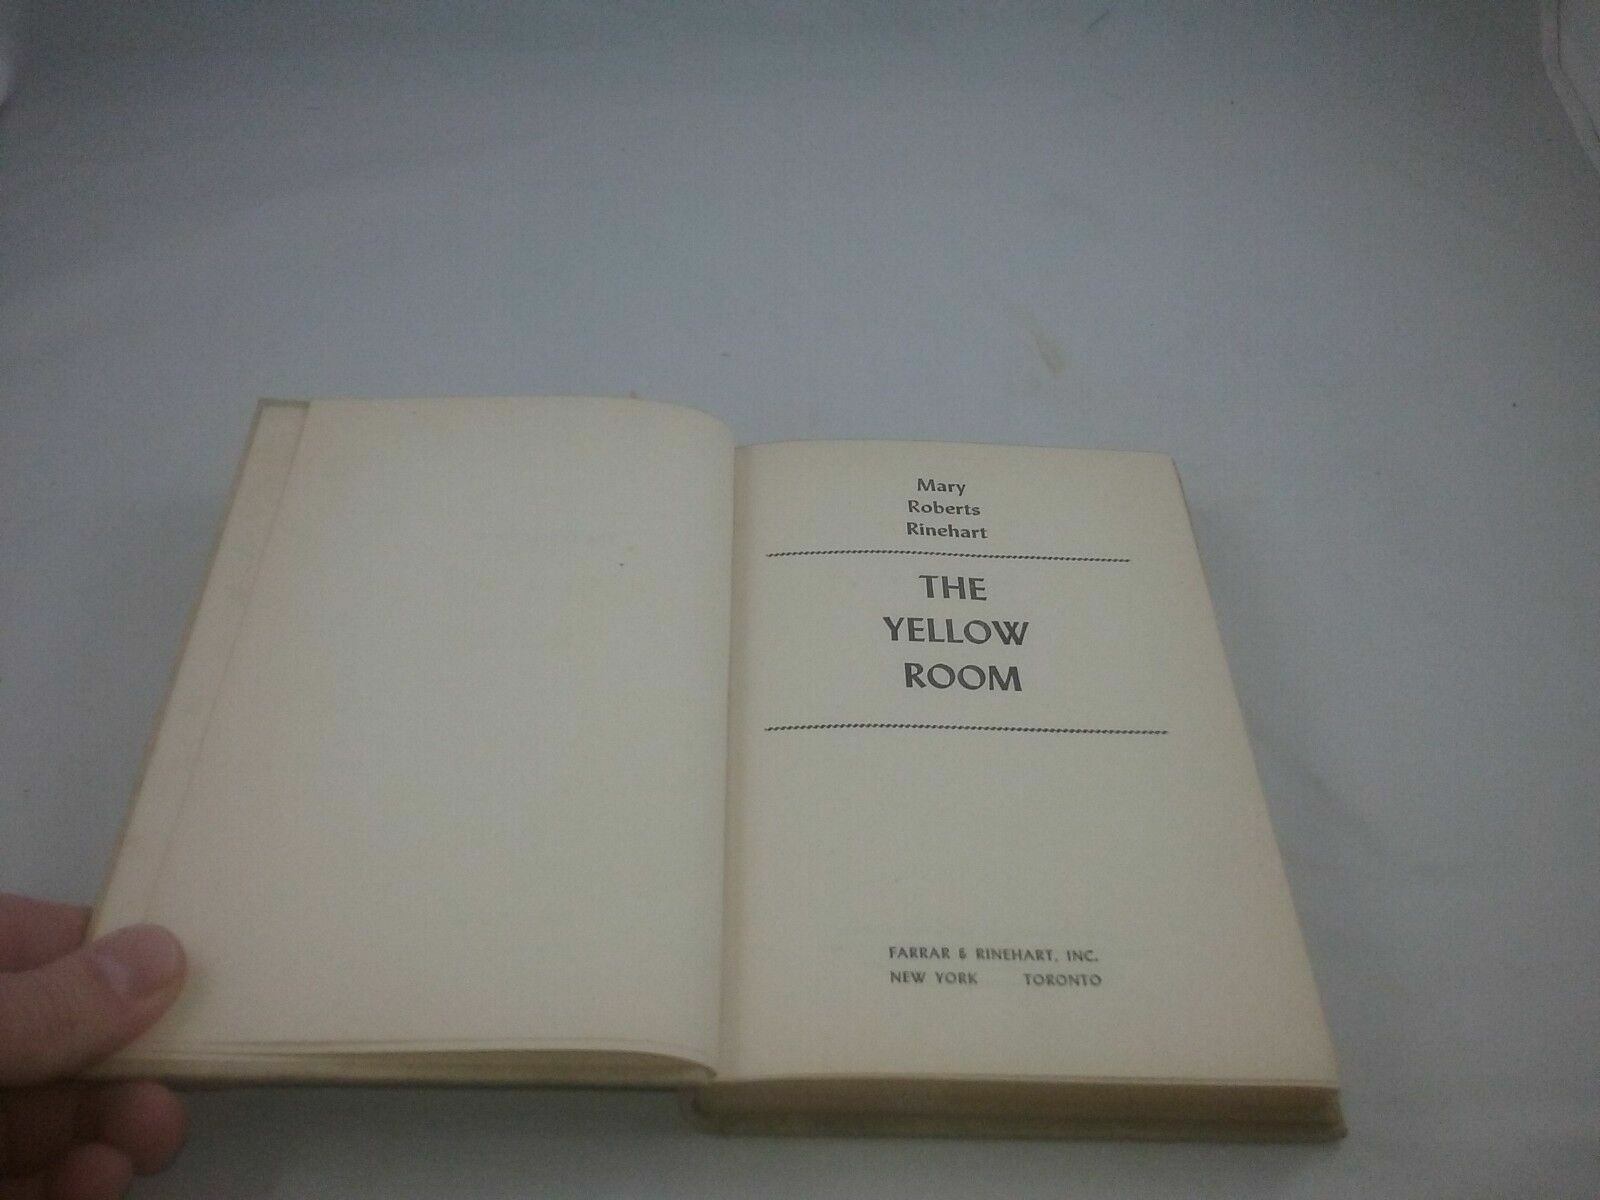 Mary
Roberts
Rinehart
THE
YELLOW
ROOM
FARRAR & RINEHART, INC.
NEW YORK TORONTO